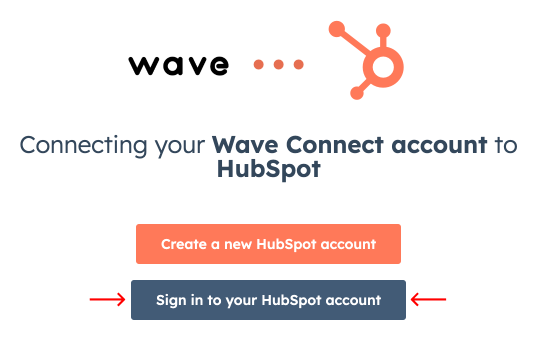 wave
Connecting your Wave Connect account to
HubSpot
Create a new HubSpot account
Sign in to your HubSpot account